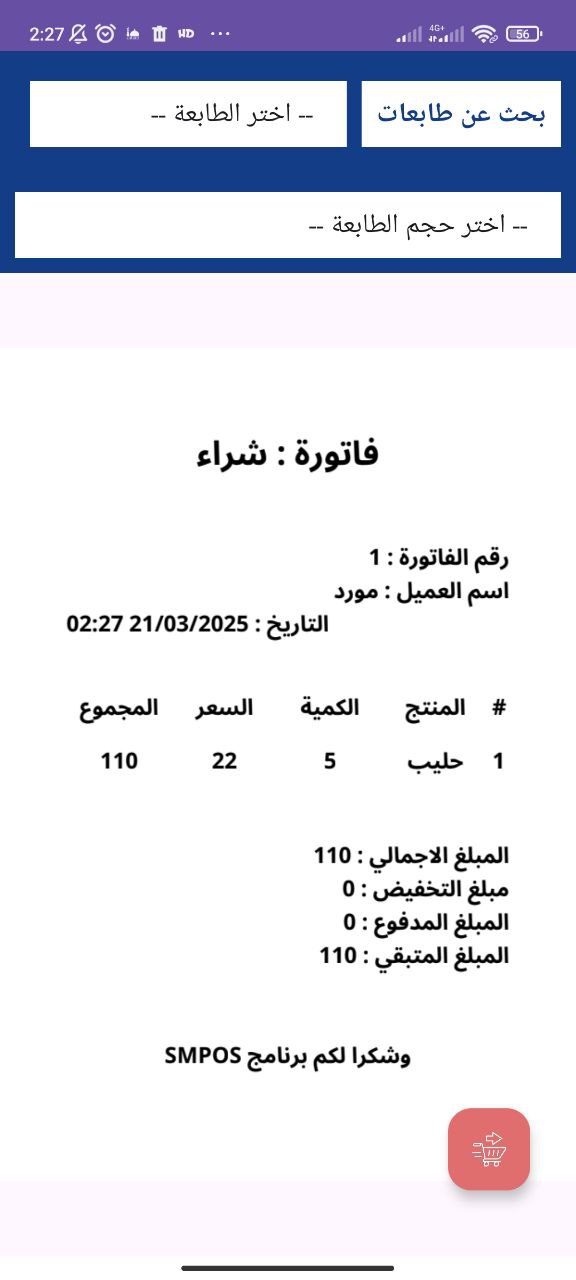 2:27 HD ... 4G+ 56
بحث عن طابعات
-- اختر الطابعة --
-- اختر حجم الطابعة --
فاتورة : شراء
رقم الفاتورة : 1
اسم العميل : مورد
التاريخ : 21/03/2025 02:27
# المنتج الكمية السعر المجموع
1 حليب 5 22 110
المبلغ الاجمالي : 110
مبلغ التخفيض : 0
المبلغ المدفوع : 0
المبلغ المتبقي : 110
وشكرا لكم برنامج SMPOS